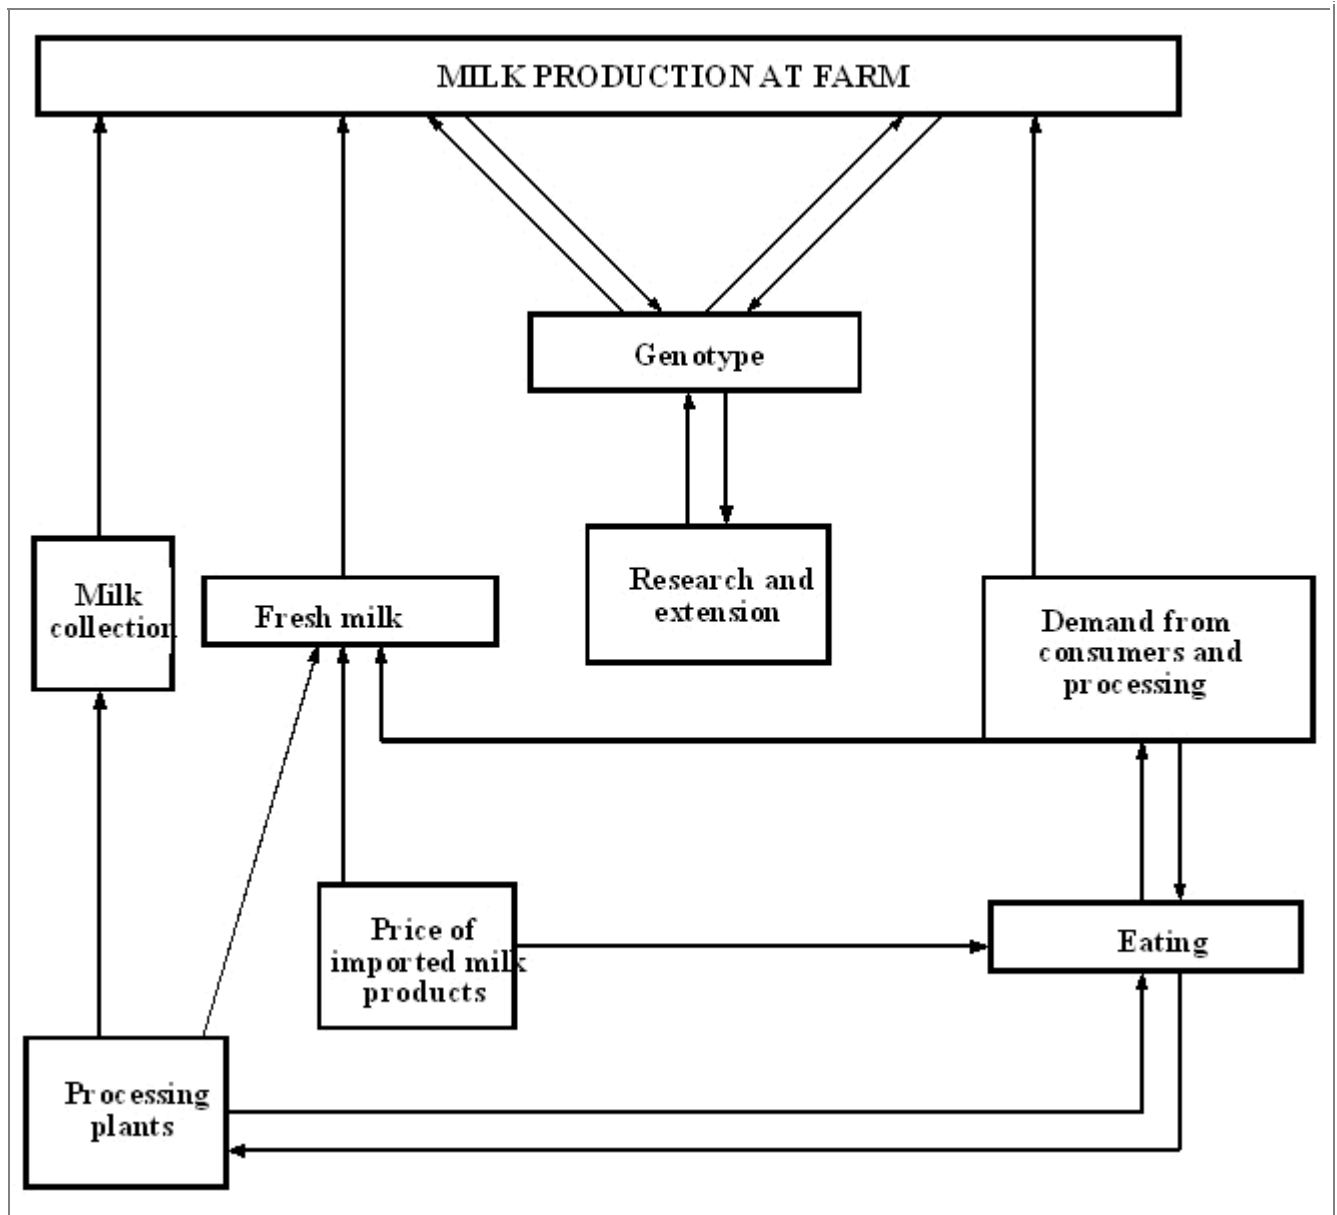 MILK PRODUCTION AT FARM
Genotype
Milk
collection
Fresh milk
Research and
extension
Demand from
consumers and
processing
Price of
imported milk
products
Eating
Processing
plants